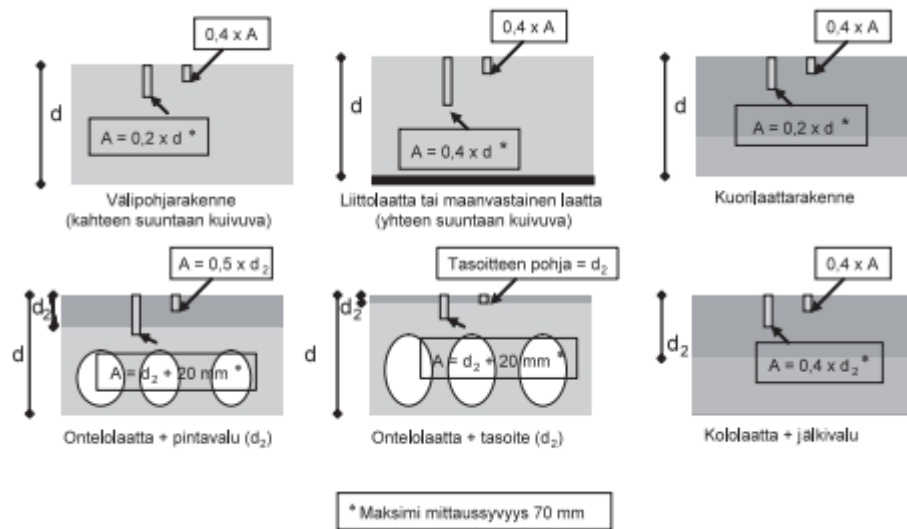 0,4 x A
d
A = 0,2 x d *
Välipohjarakenne
(kahteen suuntaan kuivuva)
0,4 x A
d
A = 0,4 x d *
Liittolaatta tai maanvastainen laatta
(yhteen suuntaan kuivuva)
0,4 x A
A = 0,2 x d *
Kuorilaattarakenne
A = 0,5 x d₂
d₂
d
A = d₂ + 20 mm *
Ontelolaatta + pintavalu (d₂)
Tasoitteen pohja = d₂
d₂
d
A = d₂ + 20 mm *
Ontelolaatta + tasoite (d₂)
0,4 x A
d₂
A = 0,4 x d₂ *
Kololaatta + jälkivalu
* Maksimi mittaussyvyys 70 mm